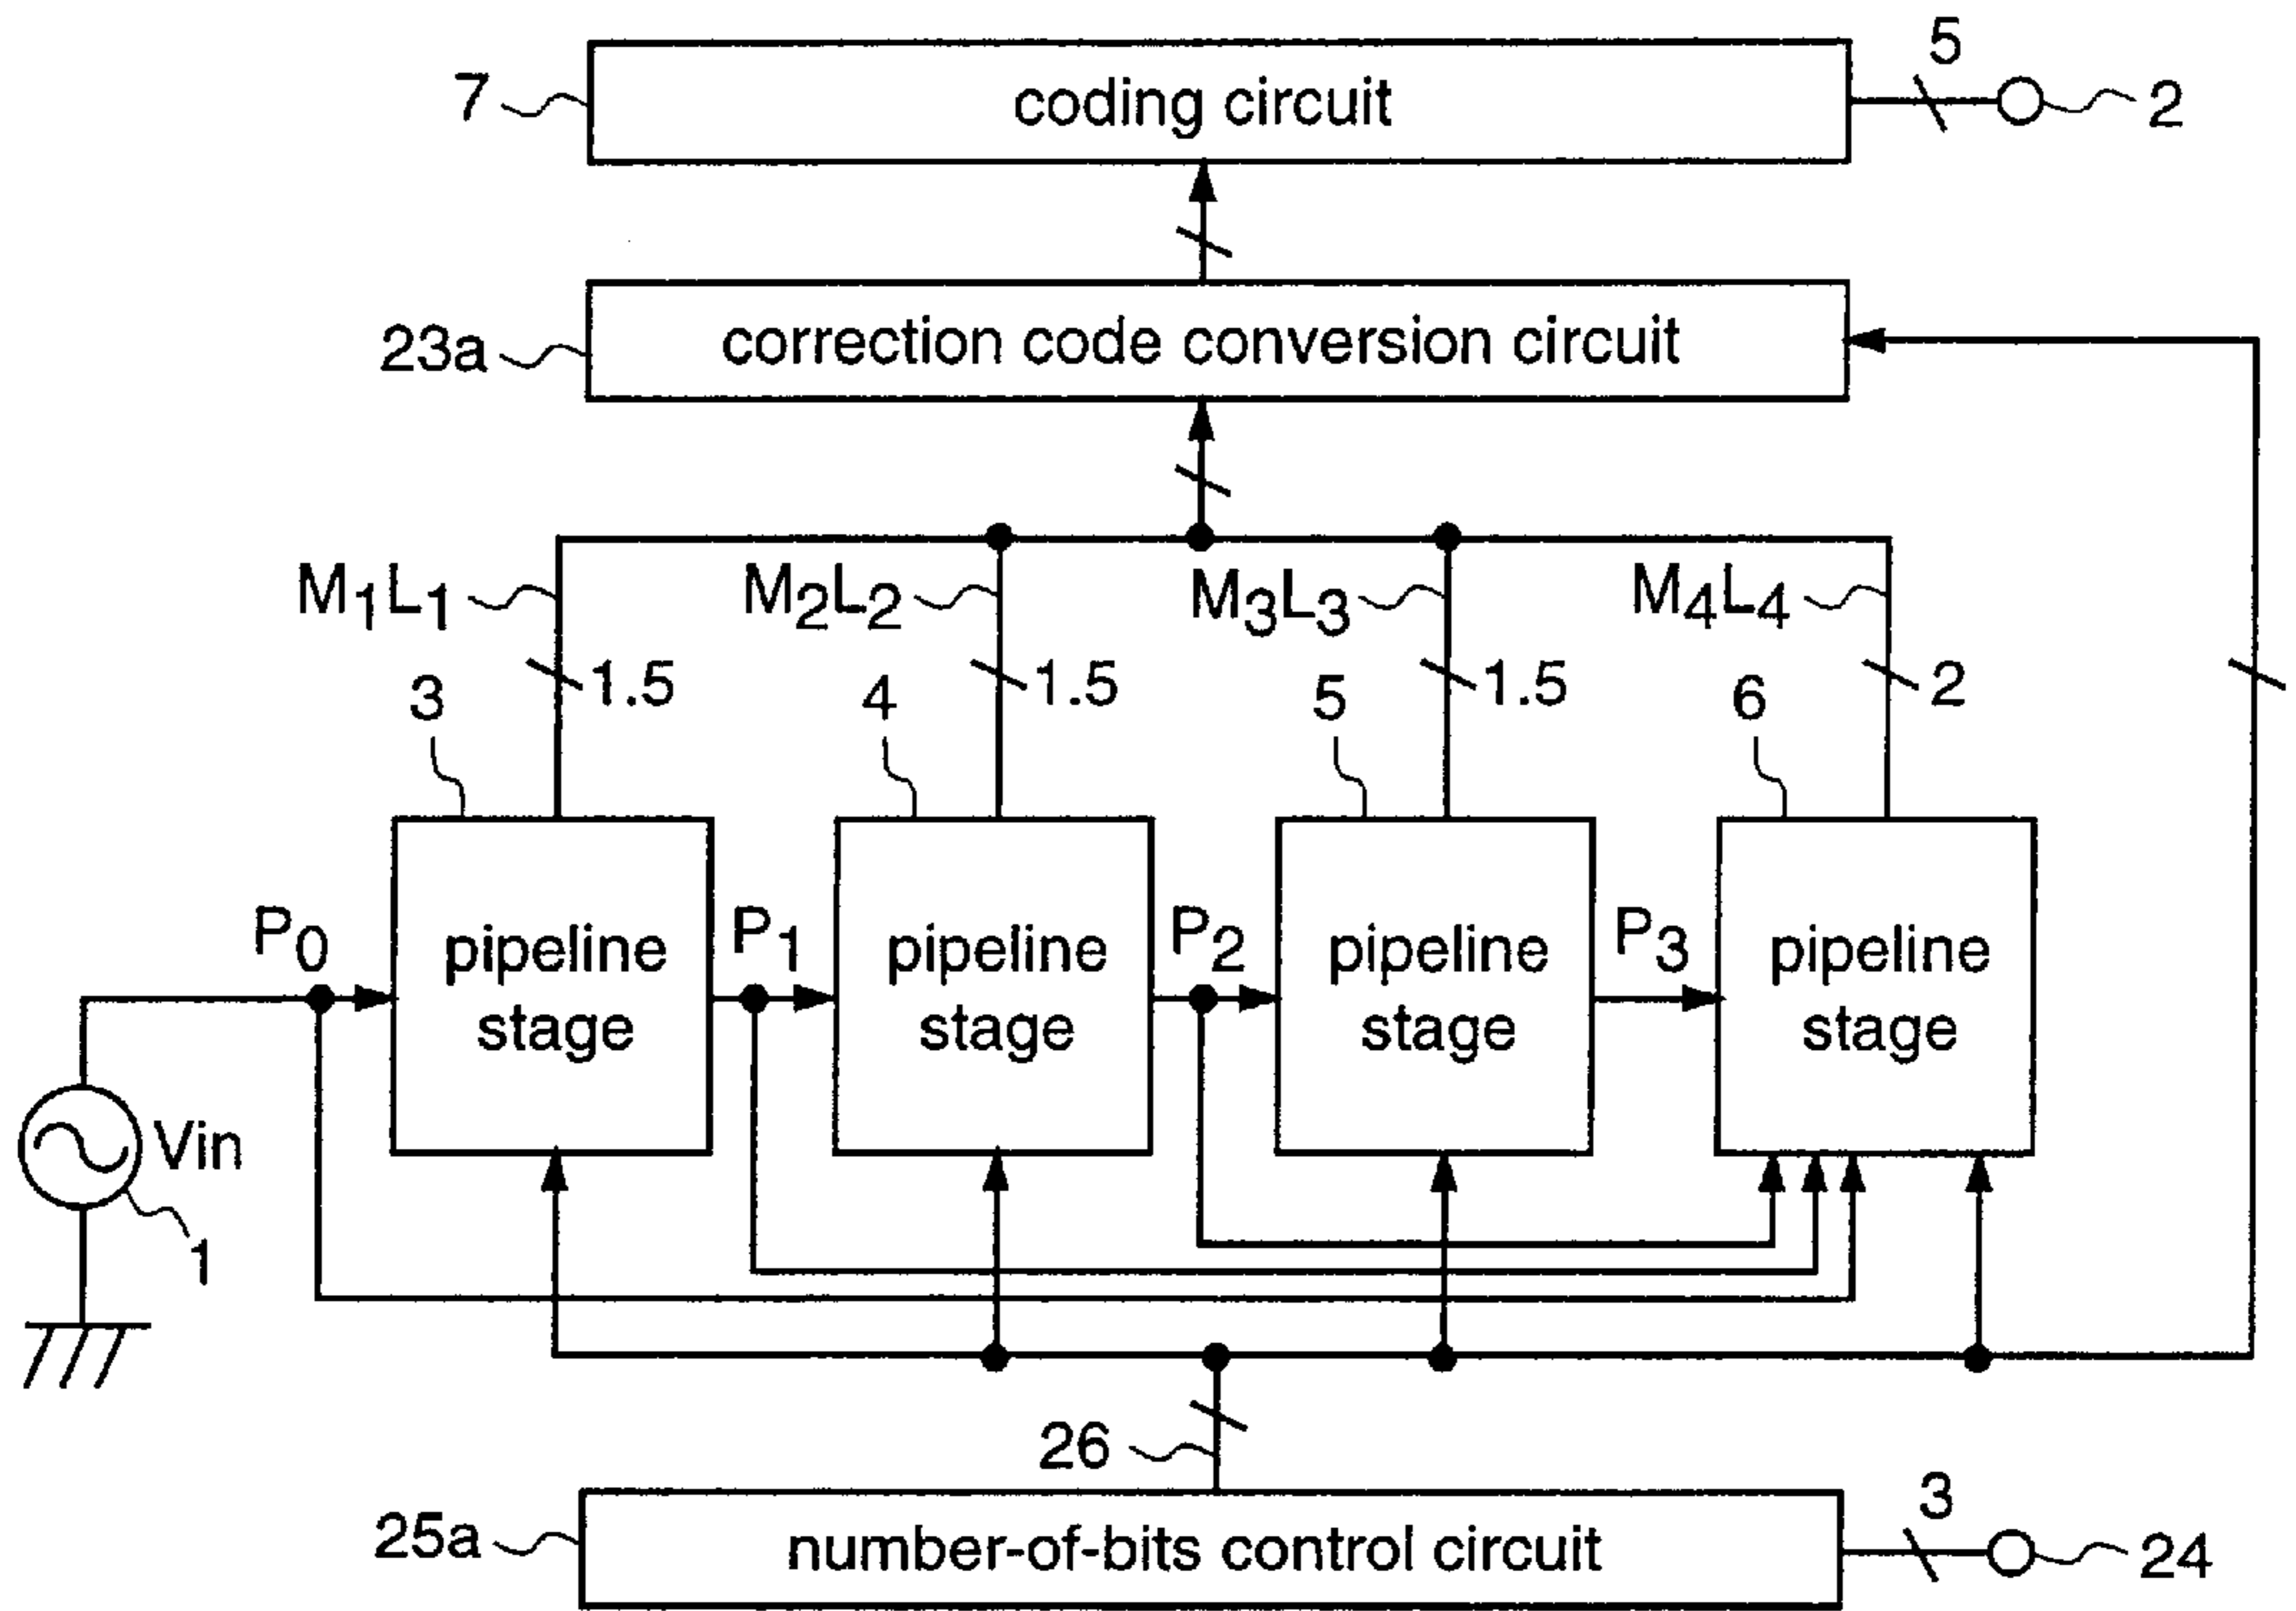 5
7 coding circuit 2
23a correction code conversion circuit
M1L1 M2L2 M3L3 M4L4
1.5 1.5 1.5 2
3 4 5 6
P0 pipeline stage P1 pipeline stage P2 pipeline stage P3 pipeline stage
Vin
1
26
3
25a number-of-bits control circuit 24